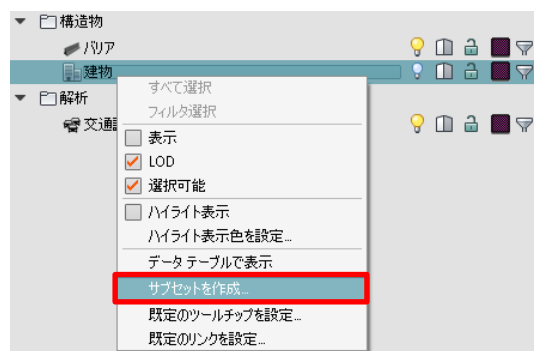 構造物
バリア
建物
すべて選択
フィルタ選択
解析
表示
LOD
選択可能
ハイライト表示
ハイライト表示色を設定...
データ テーブルで表示
サブセットを作成...
既定のツールチップを設定...
既定のリンクを設定...